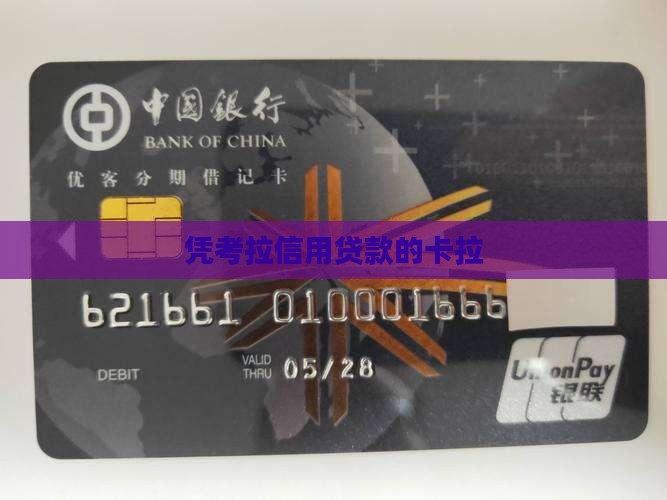 中国銀行
BANK OF CHINA
优客分期借记卡
凭考拉信用贷款的卡拉
621661 010001666
DEBIT
VALID THRU 05/28
UnionPay
银联